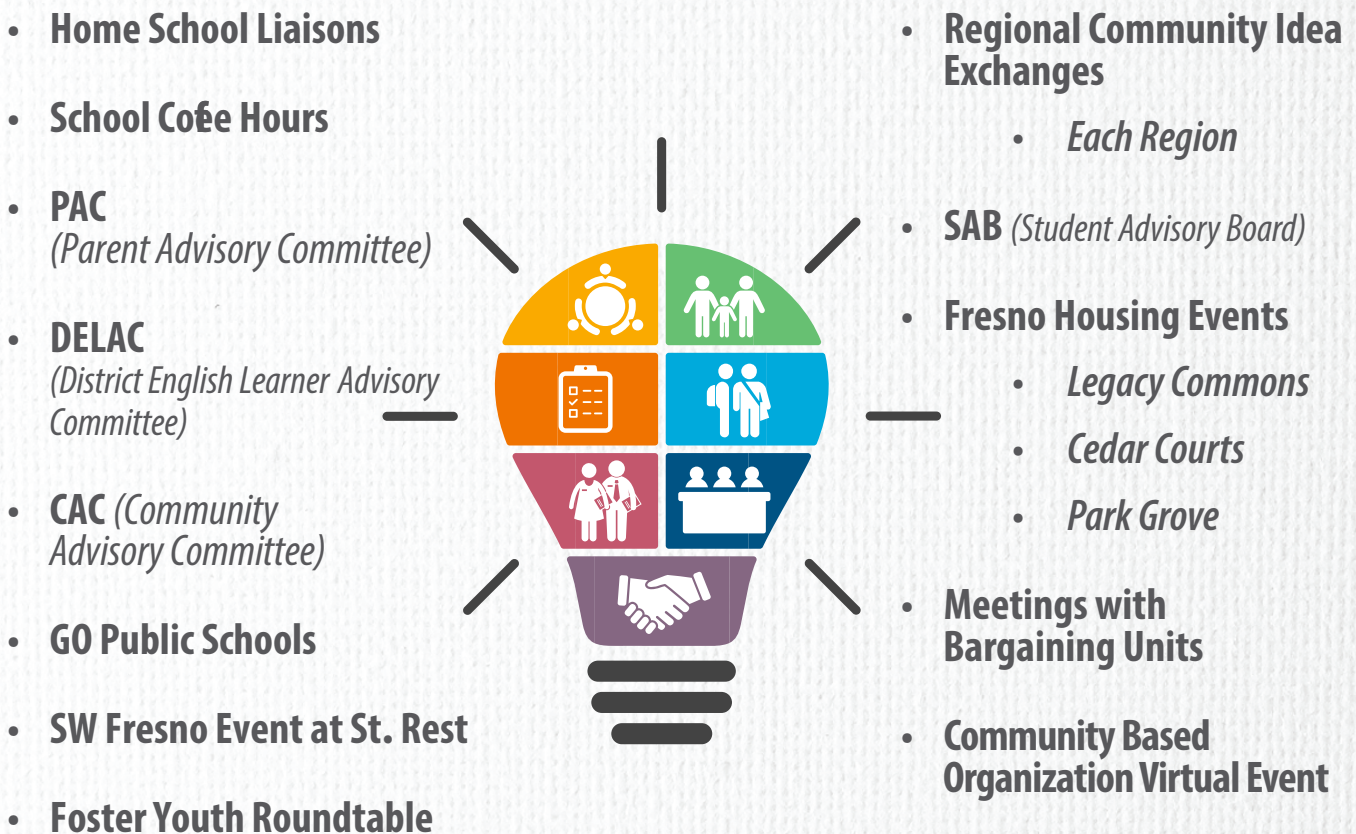 • Home School Liaisons
• School Cofee Hours
• PAC
(Parent Advisory Committee)
• DELAC
(District English Learner Advisory
Committee)
• CAC (Community
Advisory Committee)
• GO Public Schools
• SW Fresno Event at St. Rest
• Foster Youth Roundtable
• Regional Community Idea
Exchanges
• Each Region
• SAB (Student Advisory Board)
• Fresno Housing Events
• Legacy Commons
• Cedar Courts
• Park Grove
• Meetings with
Bargaining Units
• Community Based
Organization Virtual Event